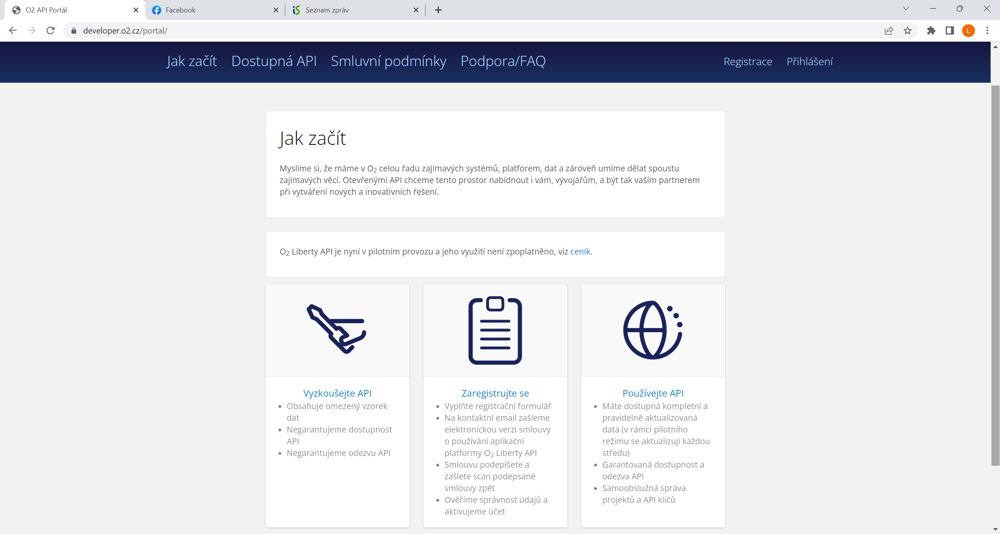 O2 API Portál
Facebook
iS Seznam zpráv
developer.o2.cz/portal/
L
Jak začít Dostupná API Smluvní podmínky Podpora/FAQ Registrace Přihlášení
Jak začít
Myslíme si, že máme v O2 celou řadu zajímavých systémů, platforem, dat a zároveň umíme dělat spoustu
zajímavých věcí. Otevřenými API chceme tento prostor nabídnout i vám, vývojářům, a být tak vaším partnerem
při vytváření nových a inovativních řešení.
O2 Liberty API je nyní v pilotním provozu a jeho využití není zpoplatněno, viz ceník.
Vyzkoušejte API
Obsahuje omezený vzorek
dat
Negarantujeme dostupnost
API
Negarantujeme odezvu API
Zaregistrujte se
Vyplňte registrační formulář
Na kontaktní email zašleme
elektronickou verzi smlouvy
o používání aplikační
platformy O2 Liberty API
Smlouvu podepíšete a
zašlete scan podepsané
smlouvy zpět
Ověříme správnost údajů a
aktivujeme účet
Používejte API
Máte dostupná kompletní a
pravidelně aktualizovaná
data (v rámci pilotního
režimu se aktualizují každou
středu)
Garantovaná dostupnost a
odezva API
Samoobslužná správa
projektů a API klíčů